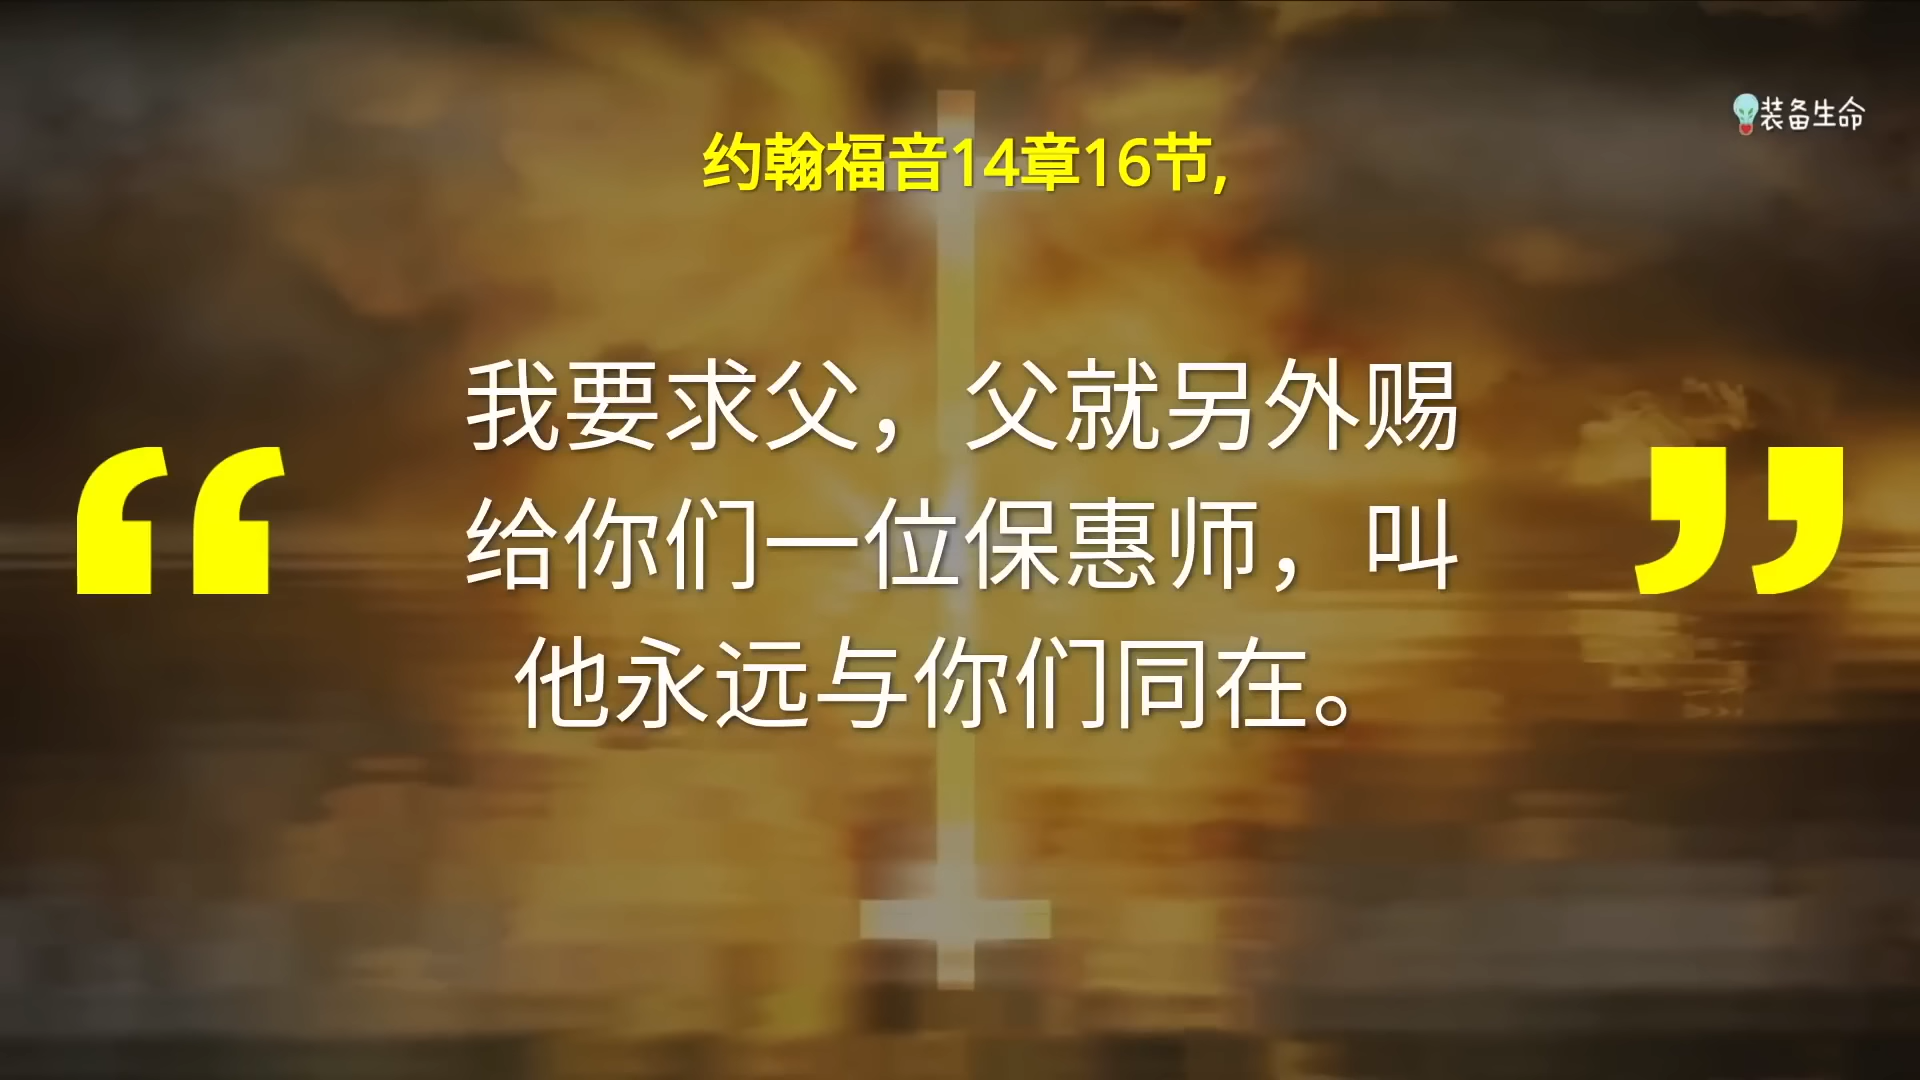 装备生命
约翰福音14章16节,
“
我要求父，父就另外赐
给你们一位保惠师，叫
他永远与你们同在。
”